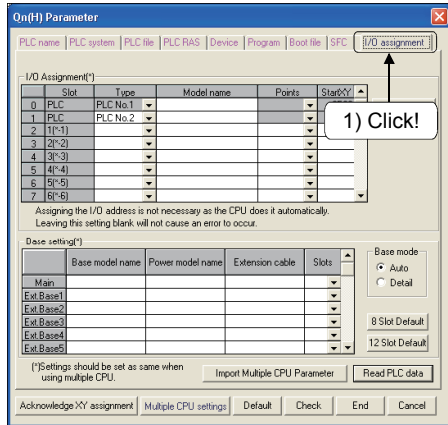 Qn(H) Parameter
PLC name PLC system PLC file PLC RAS Device Program Boot file SFC I/O assignment
I/O Assignment(*)
Slot Type Model name Points StartXY
0 PLC PLC No.1
1 PLC PLC No.2
2 1(*-1)
3 2(*-2)
4 3(*-3)
5 4(*-4)
6 5(*-5)
7 6(*-6)
1) Click!
Assigning the I/O address is not necessary as the CPU does it automatically.
Leaving this setting blank will not cause an error to occur.
Base setting(*)
Base model name Power model name Extension cable Slots
Main
Ext.Base1
Ext.Base2
Ext.Base3
Ext.Base4
Ext.Base5
Base mode
Auto
Detail
8 Slot Default
12 Slot Default
(*)Settings should be set as same when
using multiple CPU.
Import Multiple CPU Parameter Read PLC data
Acknowledge XY assignment Multiple CPU settings Default Check End Cancel